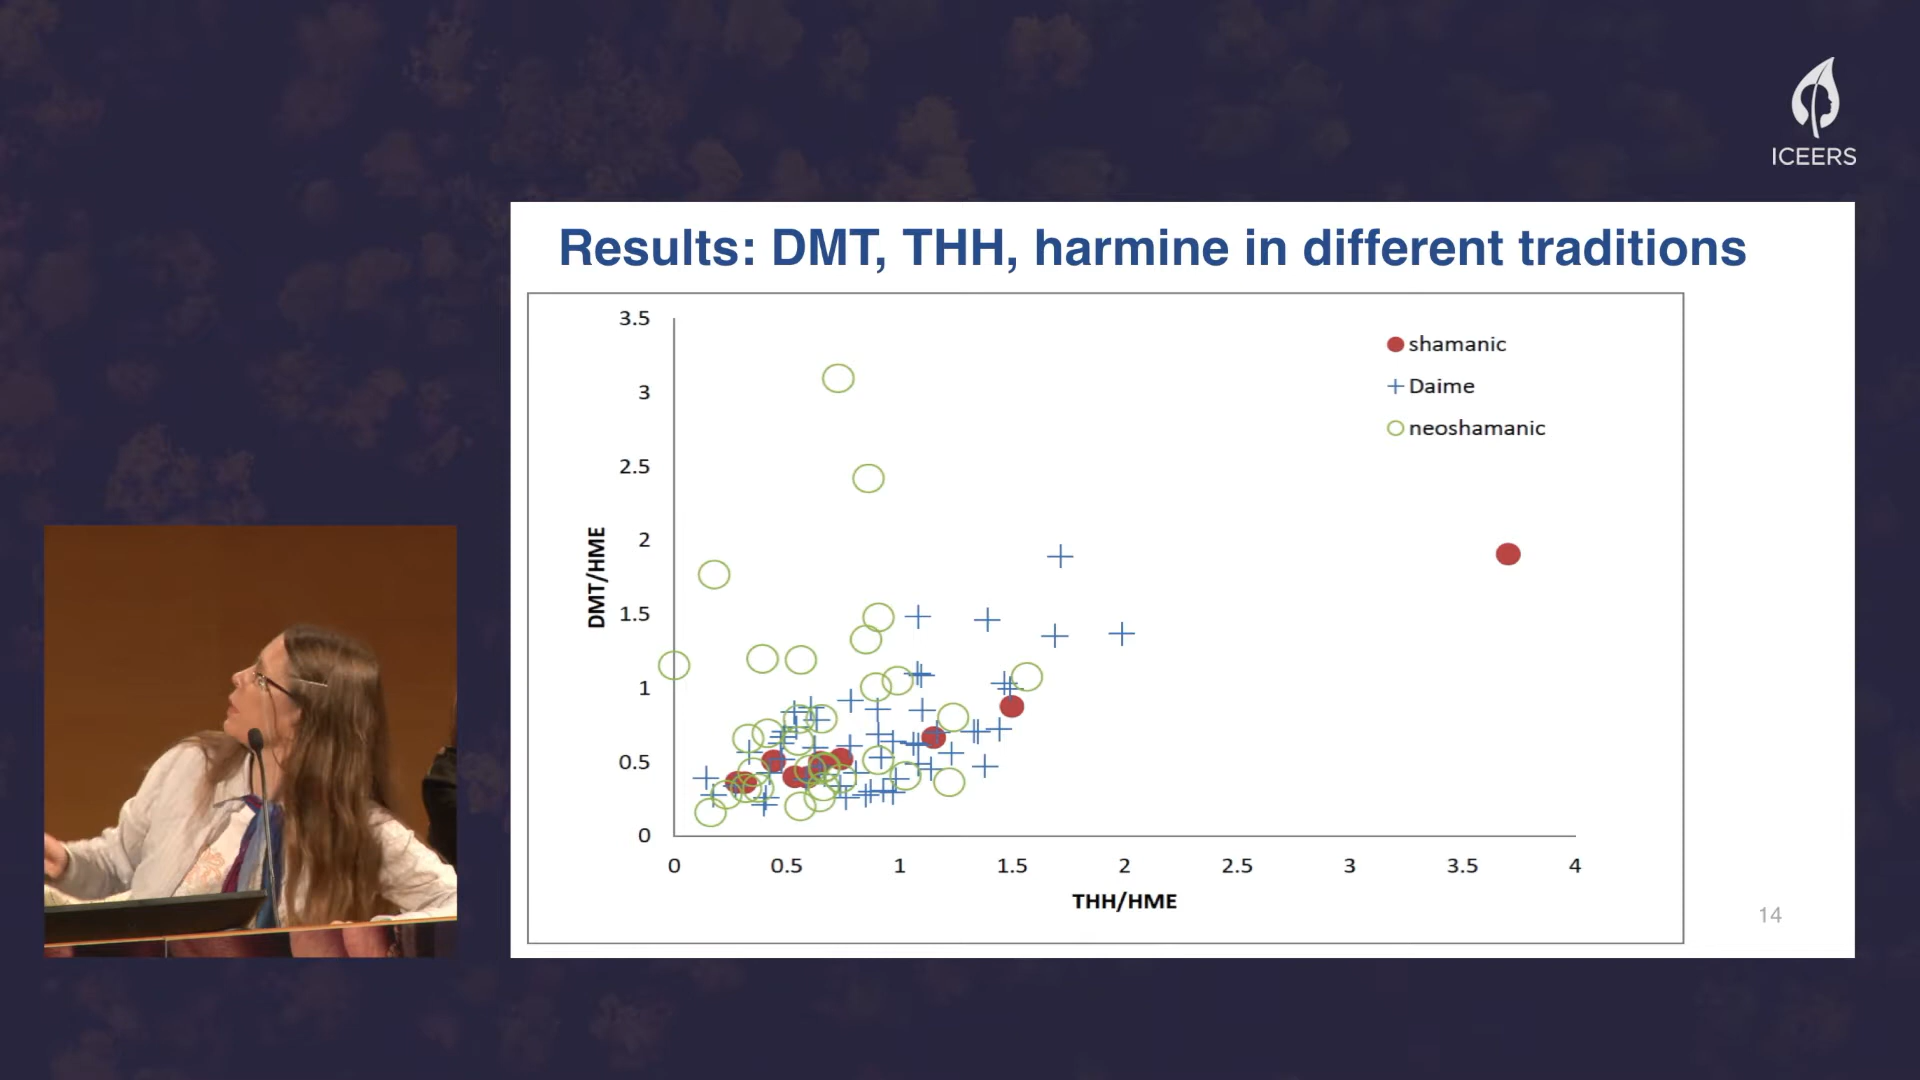 ICEERS
Results: DMT, THH, harmine in different traditions
3.5
3
2.5
2
1.5
1
0.5
0
DMT/HME
shamanic
Daime
neoshamanic
0 0.5 1 1.5 2 2.5 3 3.5 4
THH/HME
14